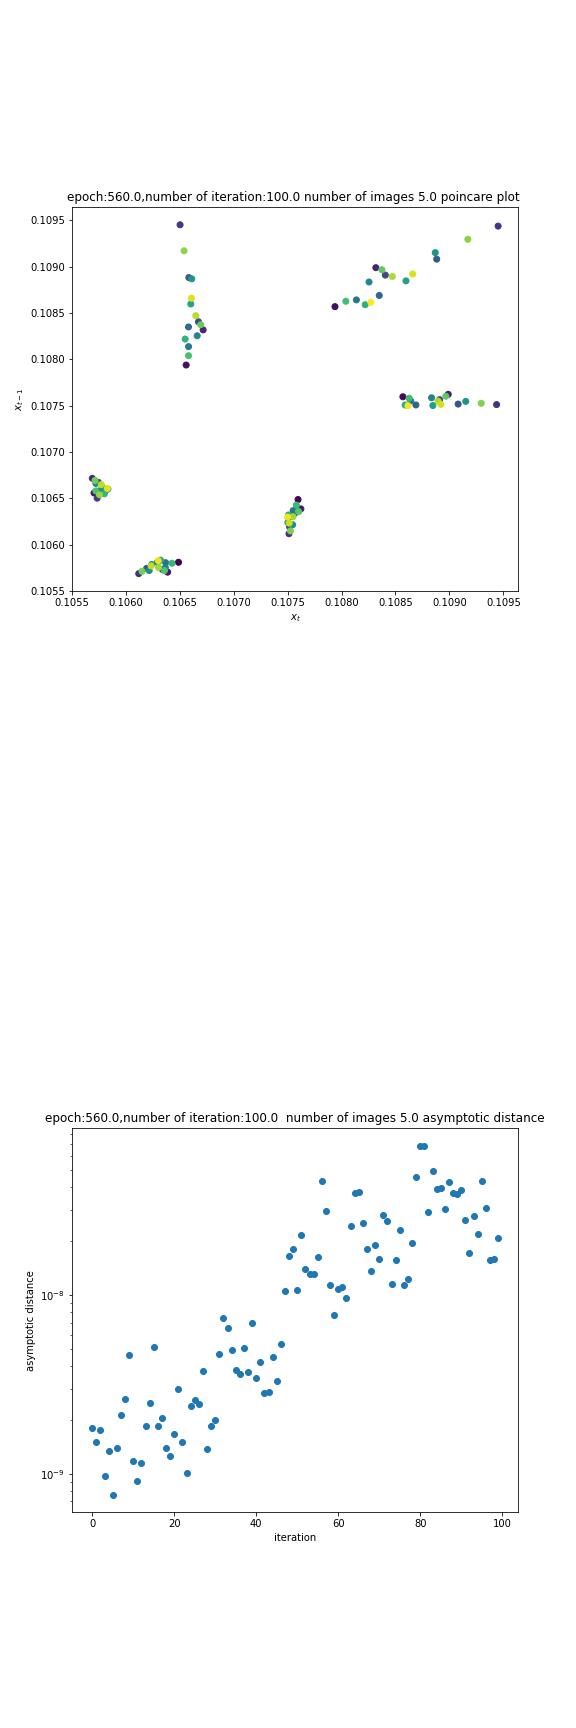 epoch:560.0,number of iteration:100.0 number of images 5.0 poincare plot
0.1095
0.1090
0.1085
0.1080
0.1075
0.1070
0.1065
0.1060
0.1055
x_{t-1}
0.1055 0.1060 0.1065 0.1070 0.1075 0.1080 0.1085 0.1090 0.1095
x_t
epoch:560.0,number of iteration:100.0  number of images 5.0 asymptotic distance
10^{-8}
10^{-9}
asymptotic distance
0 20 40 60 80 100
iteration